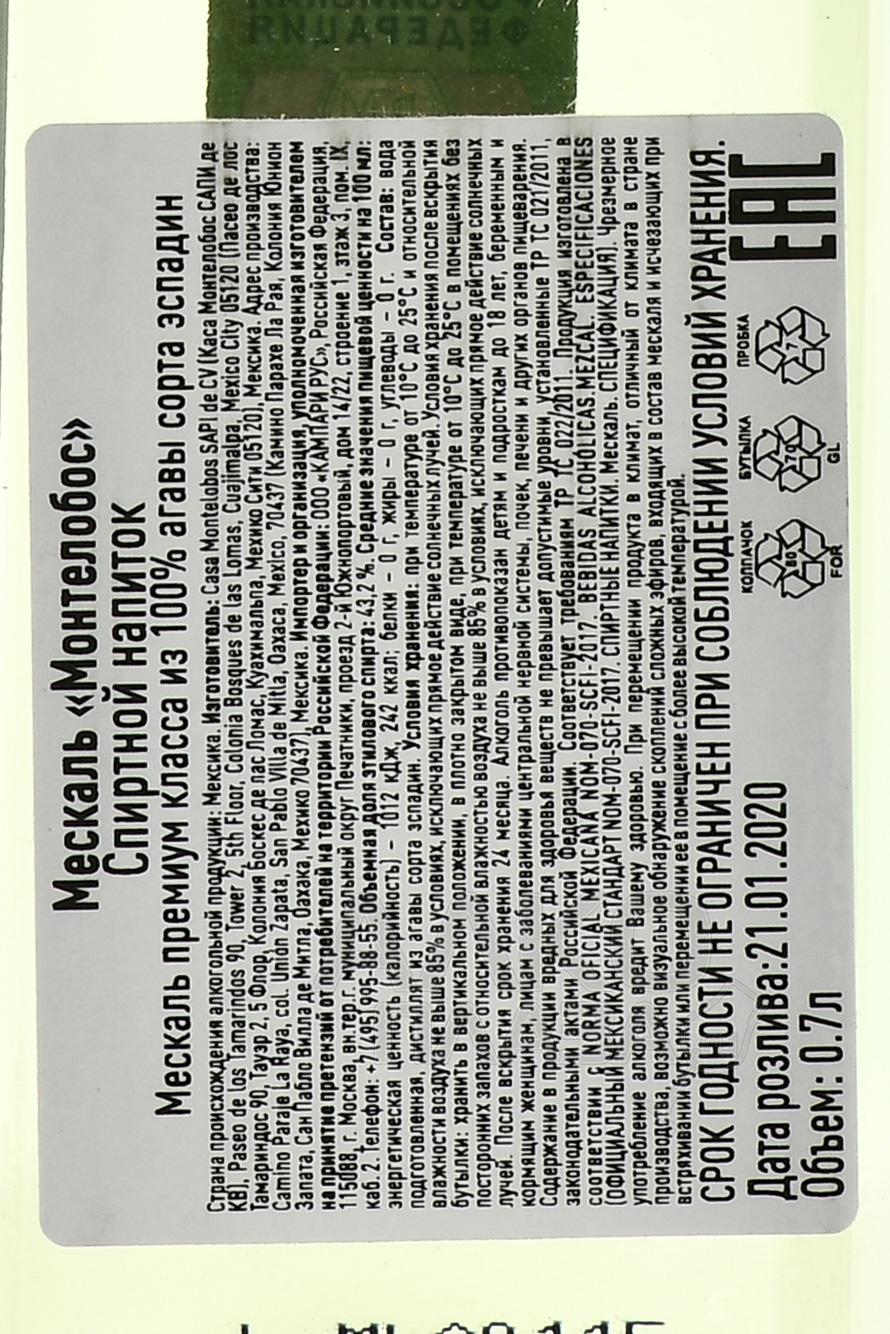 РОССИЙСКАЯ
ФЕДЕРАЦИЯ
Мескаль «Монтелобос»
Спиртной напиток
Мескаль премиум класса из 100% агавы сорта эспадин
Страна происхождения алкогольной продукции: Мексика. Изготовитель: Casa Montelobos SAPI de CV (Каса Монтелобос САПИ де
КВ), Paseo de los Tamarindos 90, Tower 2, 5th Floor, Colonia Bosques de las Lomas, Cuajimalpa, Mexico City 05120 (Пасео де лос
Тамариндос 90, Тауэр 2, 5 Флор, Колония Боскес де лас Ломас, Куахимальпа, Мехико Сити 05120), Мексика. Адрес производства:
Camino Paraje La Raya, col. Unión Zapata, San Pablo Villa de Mitla, Oaxaca, Mexico, 70437 (Камино Парахе Ла Рая, Колония Юнион
Запата, Сан Пабло Вилла де Митла, Оахака, Мехико 70437), Мексика. Импортер и организация, уполномоченная изготовителем
на принятие претензий от потребителей на территории Российской Федерации: ООО «КАМПАРИ РУС», Российская Федерация,
115088, г. Москва, вн.тер.г. муниципальный округ Печатники, проезд 2-й Южнопортовый, дом 14/22, строение 1, этаж 3, пом. IX,
каб. 2. Телефон: +7 (495) 995-88-55. Объемная доля этилового спирта: 43,2 %. Средние значения пищевой ценности на 100 мл:
энергетическая ценность (калорийность) – 1012 кДж, 242 ккал; белки – 0 г, жиры – 0 г, углеводы – 0 г. Состав: вода
подготовленная, дистиллят из агавы сорта эспадин. Условия хранения: при температуре от 10°С до 25°С и относительной
влажности воздуха не выше 85% в условиях, исключающих прямое действие солнечных лучей. Условия хранения после вскрытия
бутылки: хранить в вертикальном положении, в плотно закрытом виде, при температуре от 10°С до 25°С в помещениях без
посторонних запахов с относительной влажностью воздуха не выше 85% в условиях, исключающих прямое действие солнечных
лучей. После вскрытия срок хранения 24 месяца. Алкоголь противопоказан детям и подросткам до 18 лет, беременным и
кормящим женщинам, лицам с заболеваниями центральной нервной системы, почек, печени и других органов пищеварения.
Содержание в продукции вредных для здоровья веществ не превышает допустимые уровни, установленные ТР ТС 021/2011,
законодательными актами Российской Федерации. Соответствует требованиям ТР ТС 022/2011. Продукция изготовлена в
соответствии с NORMA OFICIAL MEXICANA NOM-070-SCFI-2017. BEBIDAS ALCOHÓLICAS.MEZCAL. ESPECIFICACIONES
(ОФИЦИАЛЬНЫЙ МЕКСИКАНСКИЙ СТАНДАРТ NOM-070-SCFI-2017. СПИРТНЫЕ НАПИТКИ. Мескаль. СПЕЦИФИКАЦИЯ). Чрезмерное
употребление алкоголя вредит Вашему здоровью. При перемещении продукта в климат, отличный от климата в стране
производства, возможно визуальное обнаружение скоплений сложных эфиров, входящих в состав мескаля и исчезающих при
встряхивании бутылки или перемещении ее в помещение с более высокой температурой.
СРОК ГОДНОСТИ НЕ ОГРАНИЧЕН ПРИ СОБЛЮДЕНИИ УСЛОВИЙ ХРАНЕНИЯ.
Дата розлива:21.01.2020
Объем: 0.7л
КОЛПАЧОК
80
FOR
БУТЫЛКА
70
GL
ПРОБКА
7
EAC